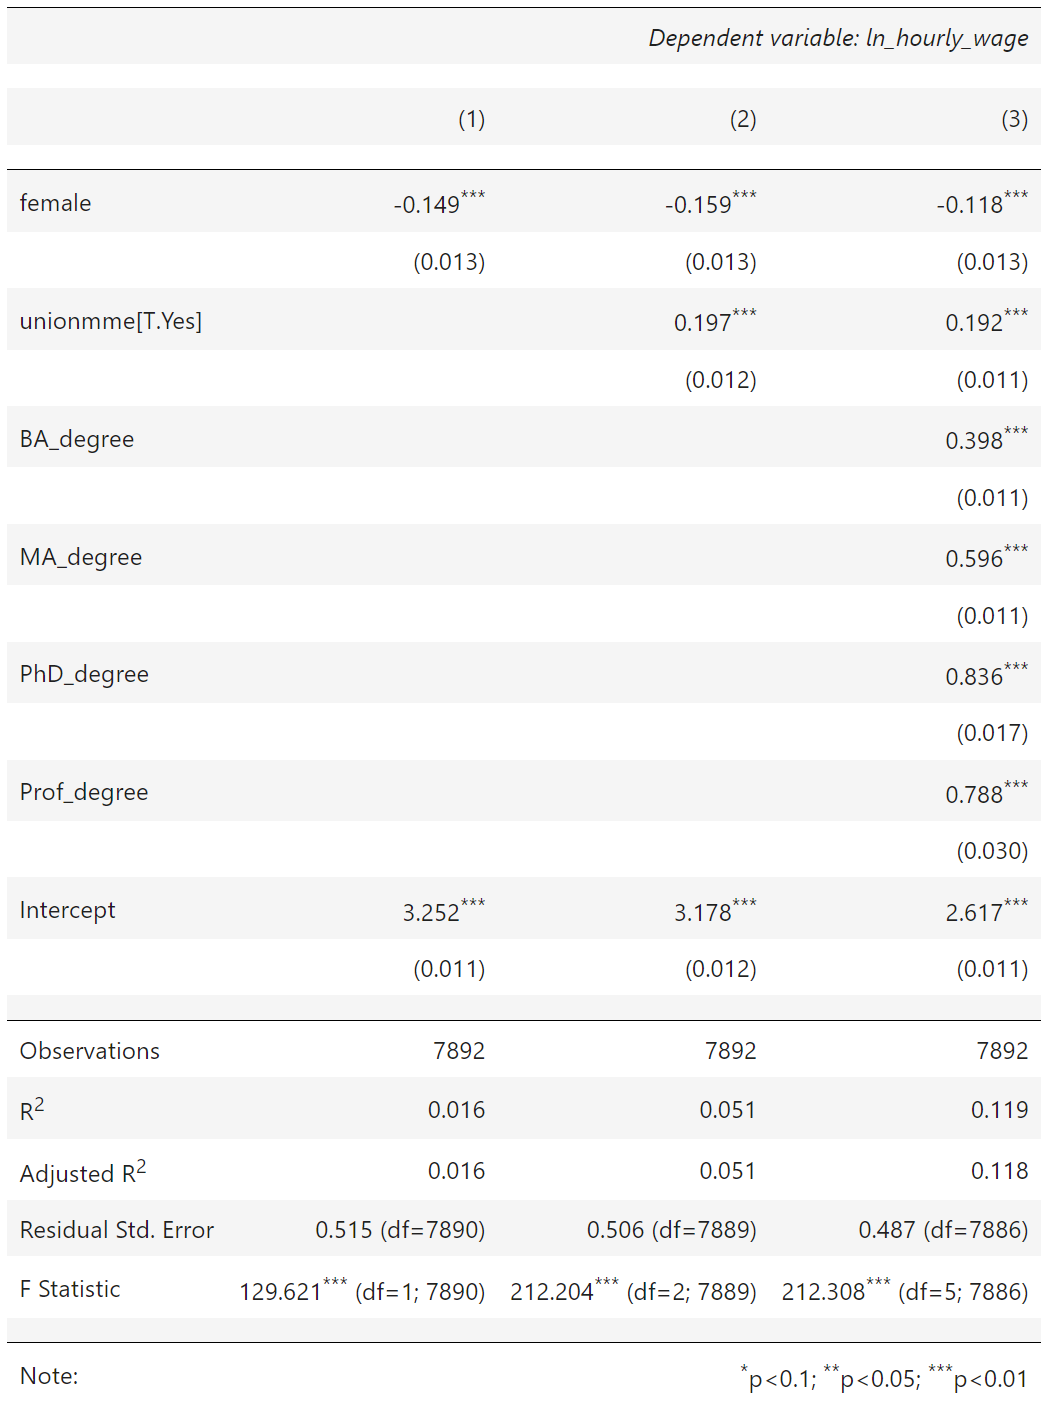 Dependent variable: ln_hourly_wage
(1) (2) (3)
female -0.149*** -0.159*** -0.118***
(0.013) (0.013) (0.013)
unionmme[T.Yes] 0.197*** 0.192***
(0.012) (0.011)
BA_degree 0.398***
(0.011)
MA_degree 0.596***
(0.011)
PhD_degree 0.836***
(0.017)
Prof_degree 0.788***
(0.030)
Intercept 3.252*** 3.178*** 2.617***
(0.011) (0.012) (0.011)
Observations 7892 7892 7892
R2 0.016 0.051 0.119
Adjusted R2 0.016 0.051 0.118
Residual Std. Error 0.515 (df=7890) 0.506 (df=7889) 0.487 (df=7886)
F Statistic 129.621*** (df=1; 7890) 212.204*** (df=2; 7889) 212.308*** (df=5; 7886)
Note: *p<0.1; **p<0.05; ***p<0.01